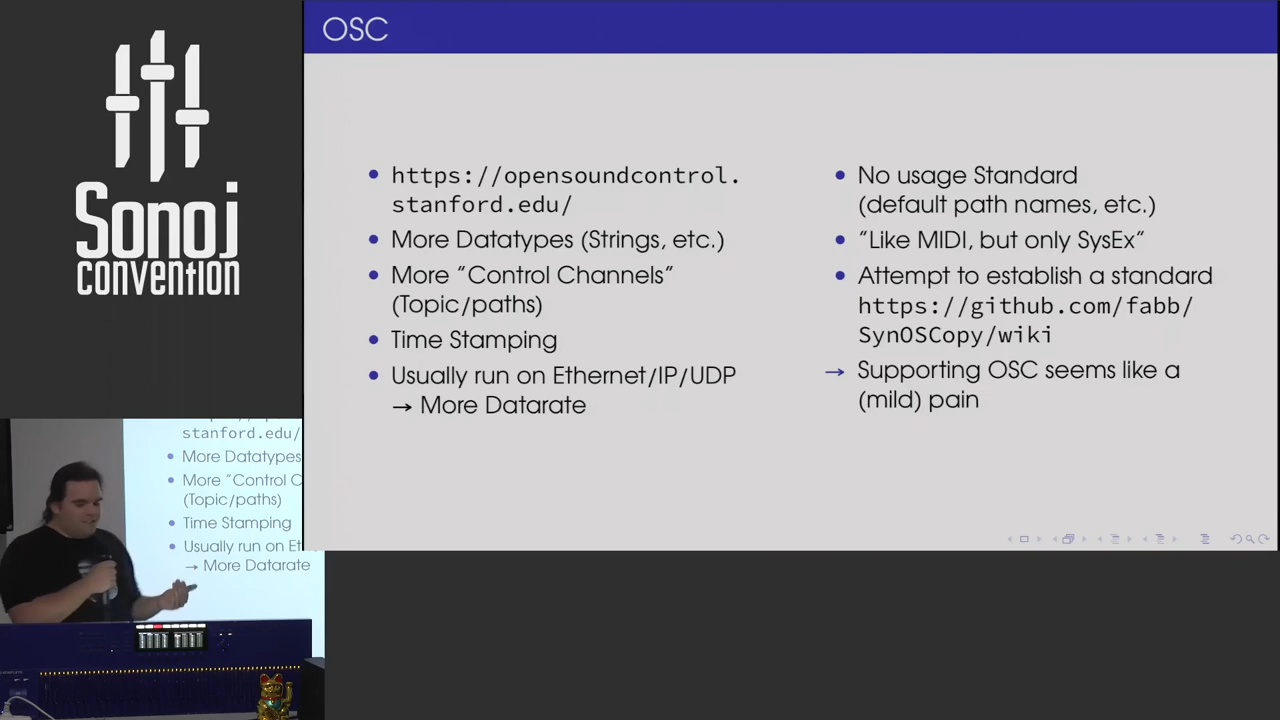 OSC
Sonoj
convention
• https://opensoundcontrol.
stanford.edu/
• More Datatypes (Strings, etc.)
• More ”Control Channels”
(Topic/paths)
• Time Stamping
• Usually run on Ethernet/IP/UDP
→ More Datarate
• No usage Standard
(default path names, etc.)
• ”Like MIDI, but only SysEx”
• Attempt to establish a standard
https://github.com/fabb/
SynOSCopy/wiki
→ Supporting OSC seems like a
(mild) pain
stanford.edu/
• More Datatypes
• More ”Control C
(Topic/paths)
• Time Stamping
• Usually run on Et
→ More Datarate